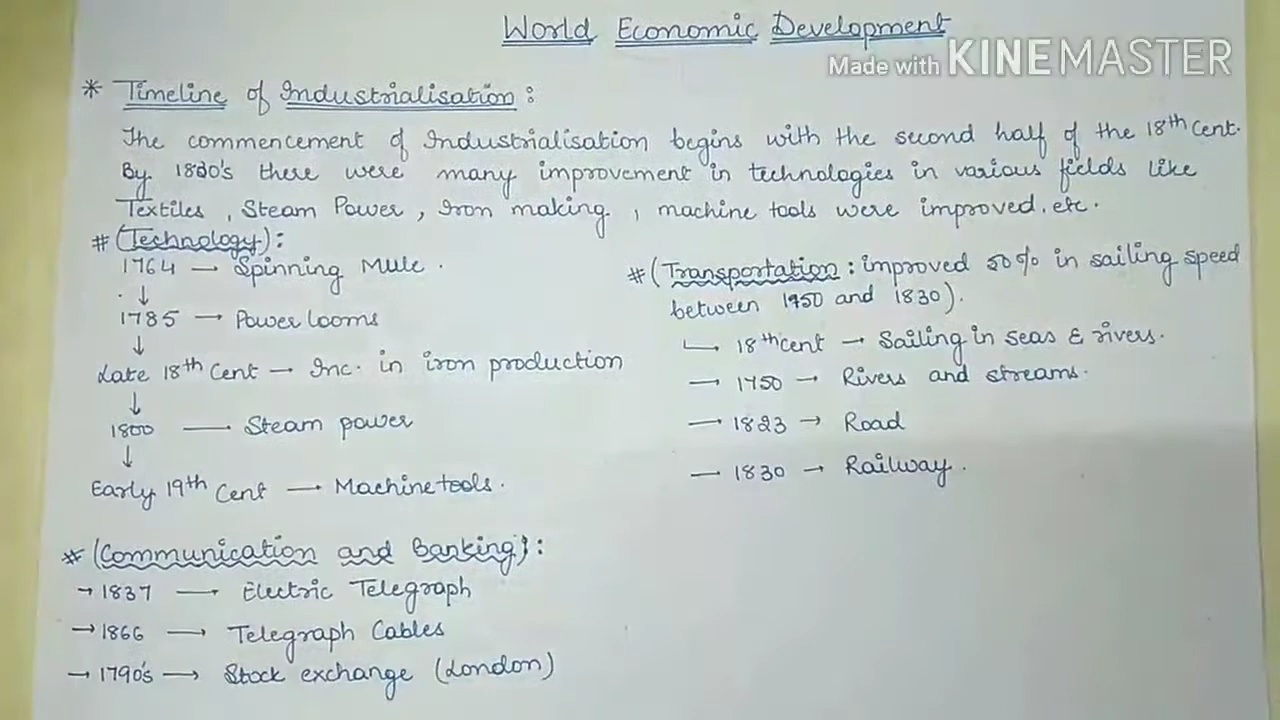 World Economic Development
Made with KINEMASTER
* Timeline of Industrialisation :
The commencement of Industrialisation begins with the second half of the 18th Cent.
By 1830's there were many improvement in technologies in various fields like
Textiles , Steam Power , Iron making , machine tools were improved. etc.
# (Technology) :
1764 → Spinning Mule .
↓
1785 → Power looms
↓
Late 18th Cent — Inc. in iron production
↓
1800 — Steam power
↓
Early 19th Cent — Machine tools .
# (Transportation : improved 50% in sailing speed
between 1750 and 1830) .
↳ 18th cent → Sailing in seas & rivers .
— 1750 → Rivers and streams .
— 1823 → Road
— 1830 → Railway .
# (Communication and Banking) :
→ 1837 → Electric Telegraph
→ 1866 → Telegraph Cables
→ 1790's → Stock exchange (London)